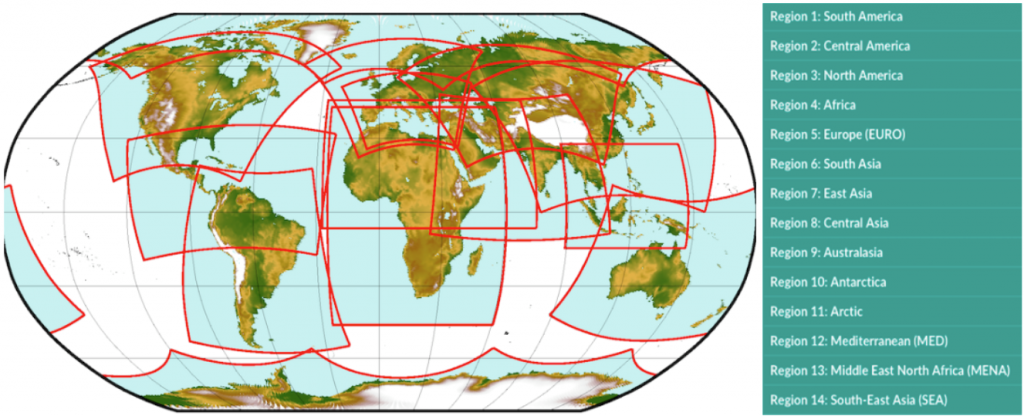 Region 1: South America
Region 2: Central America
Region 3: North America
Region 4: Africa
Region 5: Europe (EURO)
Region 6: South Asia
Region 7: East Asia
Region 8: Central Asia
Region 9: Australasia
Region 10: Antarctica
Region 11: Arctic
Region 12: Mediterranean (MED)
Region 13: Middle East North Africa (MENA)
Region 14: South-East Asia (SEA)